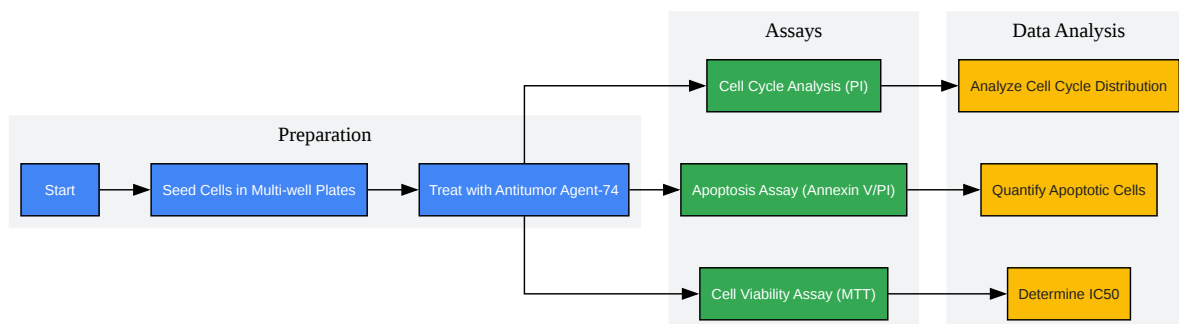 Assays
Data Analysis
Cell Cycle Analysis (PI)
Analyze Cell Cycle Distribution
Preparation
Start
Seed Cells in Multi-well Plates
Treat with Antitumor Agent-74
Apoptosis Assay (Annexin V/PI)
Quantify Apoptotic Cells
Cell Viability Assay (MTT)
Determine IC50